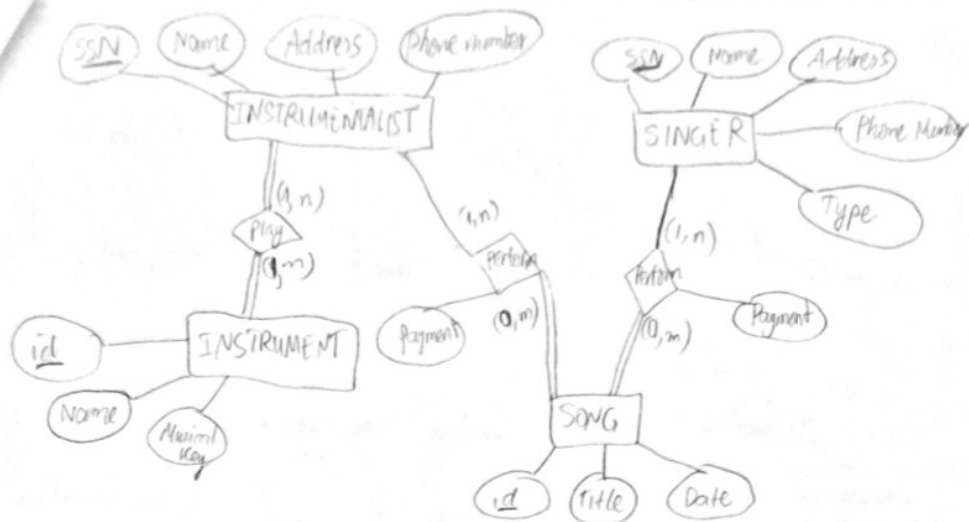 SSN
Name
Address
Phone number
INSTRUMENTALIST
SSN
Name
Address
SINGER
Phone Number
Type
(1,n)
Play
(1,m)
(1,n)
Perform
(0,m)
Payment
(1,n)
Perform
(0,m)
Payment
id
INSTRUMENT
Name
Musical
Key
SONG
id
Title
Date